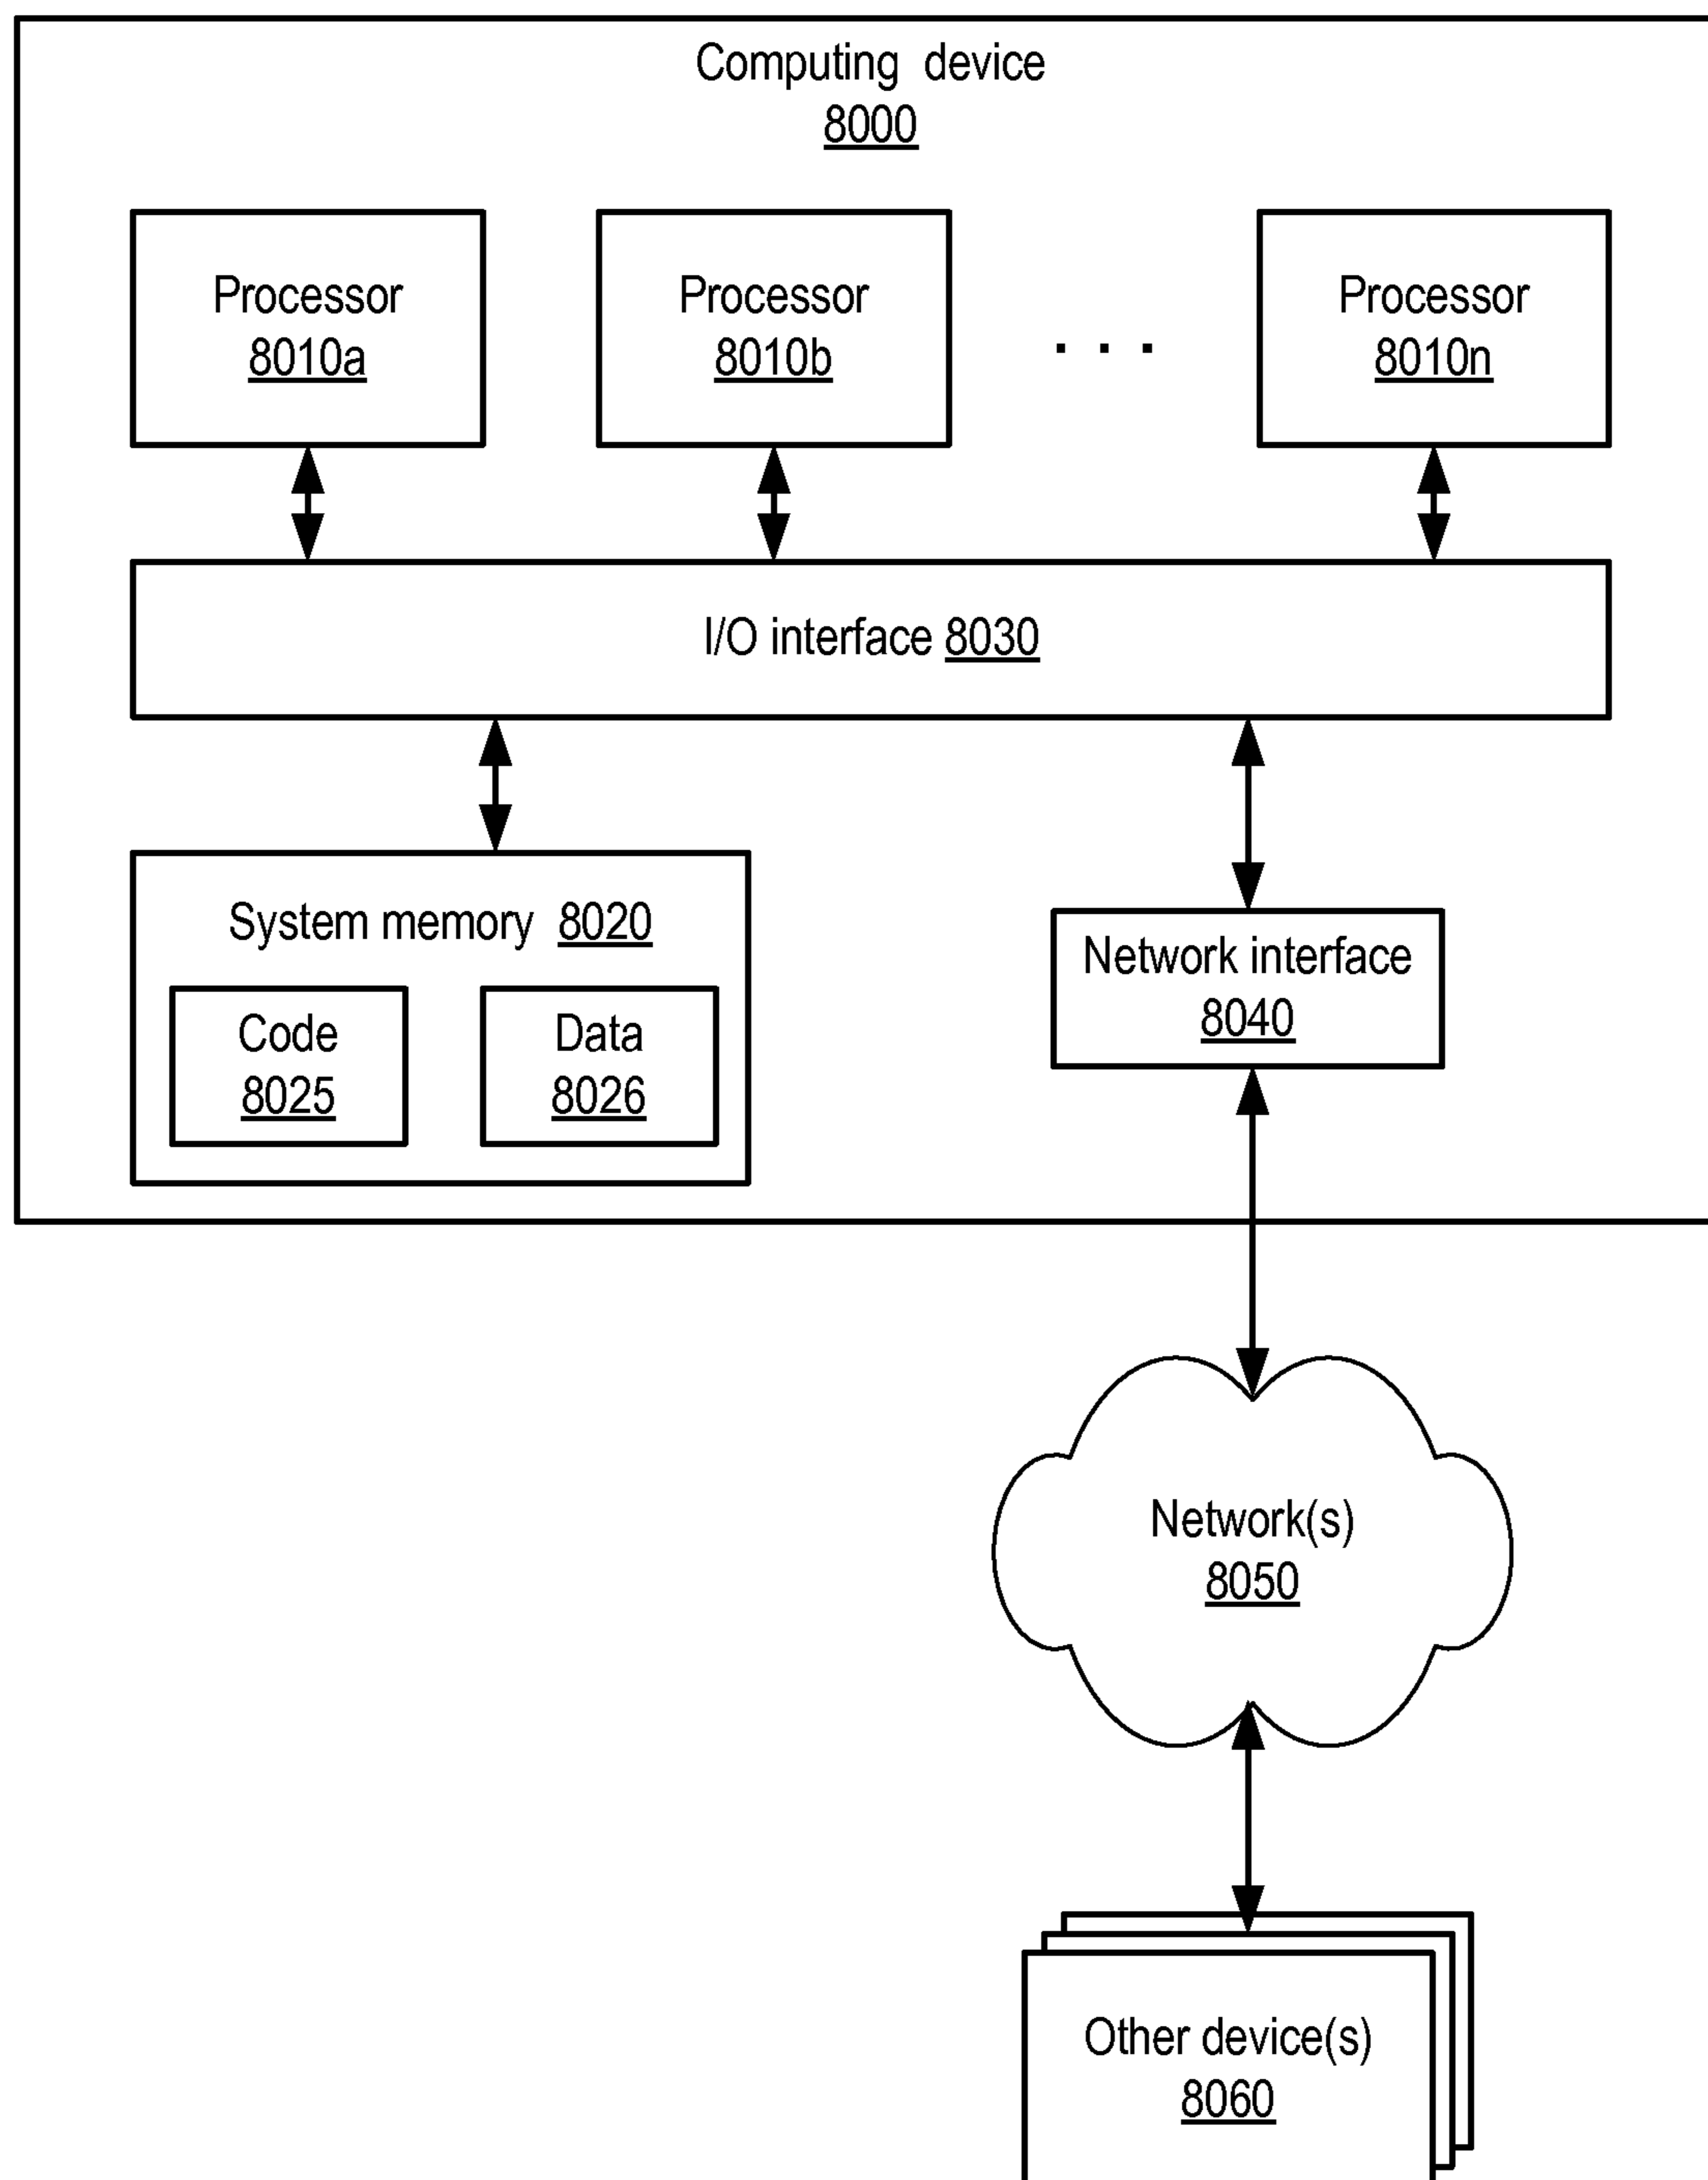 Computing device
8000
Processor
8010a
Processor
8010b
. . .
Processor
8010n
I/O interface 8030
System memory 8020
Code
8025
Data
8026
Network interface
8040
Network(s)
8050
Other device(s)
8060